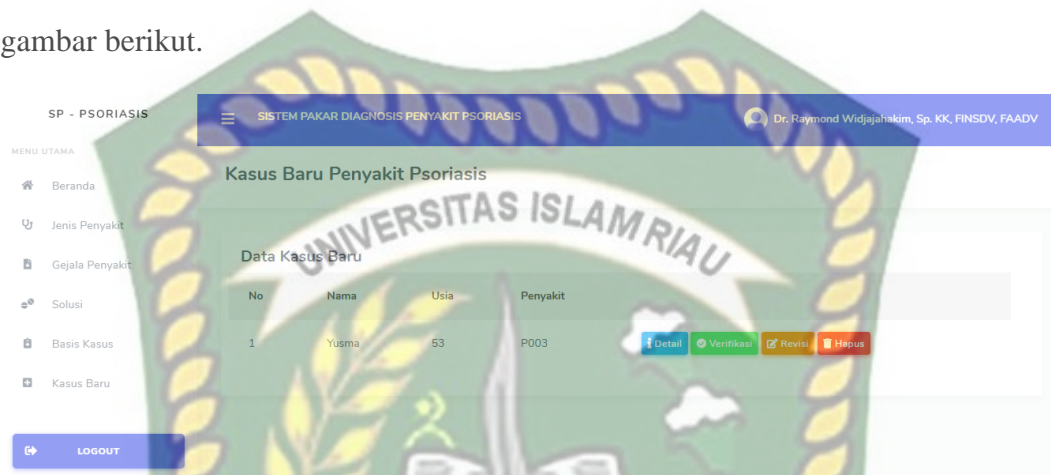 gambar berikut.
SP - PSORIASIS
SISTEM PAKAR DIAGNOSIS PENYAKIT PSORIASIS
Dr. Raymond Widjajahakim, Sp. KK, FINSDV, FAADV
MENU UTAMA
Beranda
Jenis Penyakit
Gejala Penyakit
Solusi
Basis Kasus
Kasus Baru
LOGOUT
Kasus Baru Penyakit Psoriasis
UNIVERSITAS ISLAM RIAU
Data Kasus Baru
No Nama Usia Penyakit
1 Yusma 53 P003 Detail Verifikasi Revisi Hapus